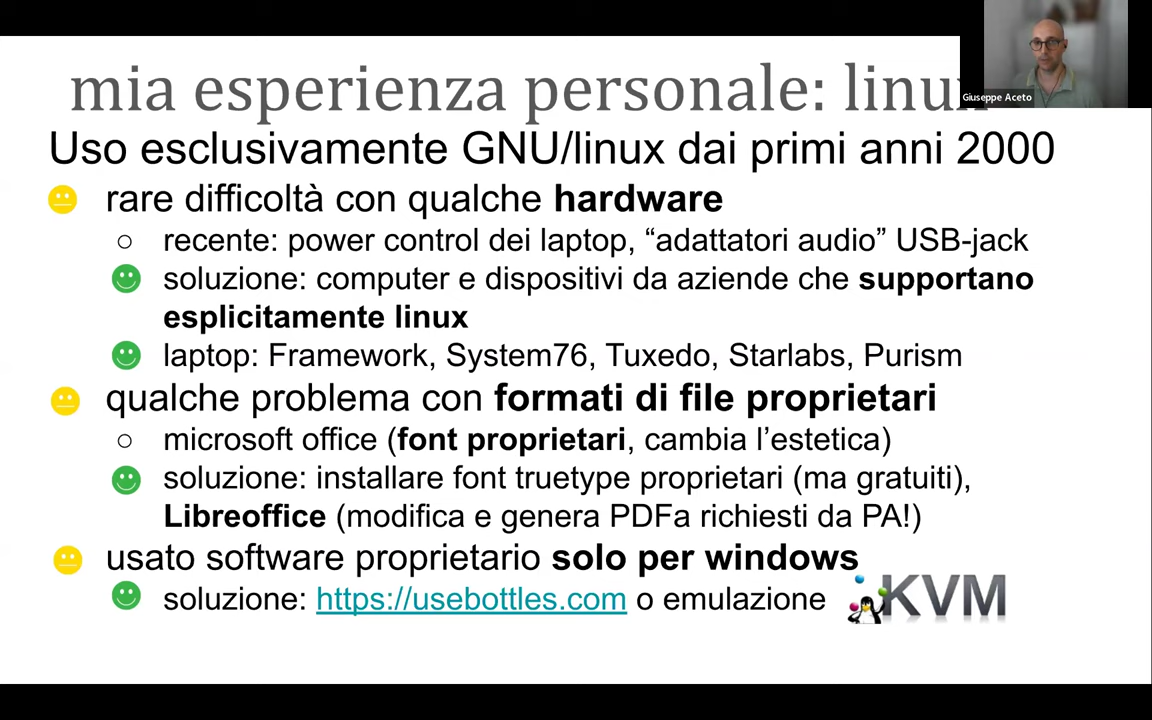 mia esperienza personale: linux
Giuseppe Aceto
Uso esclusivamente GNU/linux dai primi anni 2000
rare difficoltà con qualche hardware
recente: power control dei laptop, “adattatori audio” USB-jack
soluzione: computer e dispositivi da aziende che supportano
esplicitamente linux
laptop: Framework, System76, Tuxedo, Starlabs, Purism
qualche problema con formati di file proprietari
microsoft office (font proprietari, cambia l’estetica)
soluzione: installare font truetype proprietari (ma gratuiti),
Libreoffice (modifica e genera PDFa richiesti da PA!)
usato software proprietario solo per windows
soluzione: https://usebottles.com o emulazione
KVM